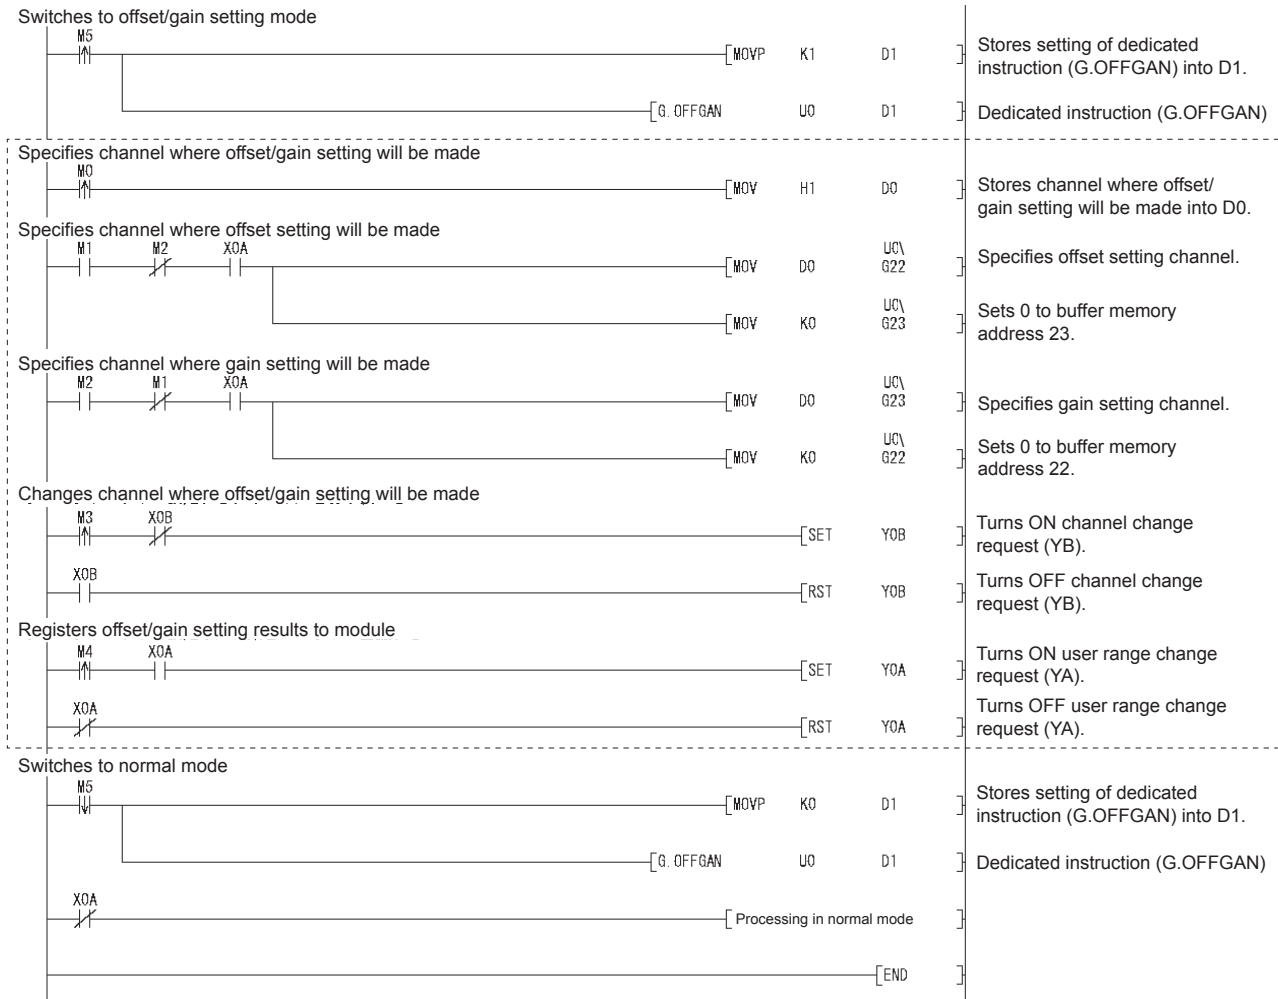 Switches to offset/gain setting mode
M5
MOVP K1 D1
Stores setting of dedicated
instruction (G.OFFGAN) into D1.
G.OFFGAN U0 D1
Dedicated instruction (G.OFFGAN)
Specifies channel where offset/gain setting will be made
M0
MOV H1 D0
Stores channel where offset/
gain setting will be made into D0.
Specifies channel where offset setting will be made
M1 M2 X0A
U0\
MOV D0 G22
Specifies offset setting channel.
U0\
MOV K0 G23
Sets 0 to buffer memory
address 23.
Specifies channel where gain setting will be made
M2 M1 X0A
U0\
MOV D0 G23
Specifies gain setting channel.
U0\
MOV K0 G22
Sets 0 to buffer memory
address 22.
Changes channel where offset/gain setting will be made
M3 X0B
SET Y0B
Turns ON channel change
request (YB).
X0B
RST Y0B
Turns OFF channel change
request (YB).
Registers offset/gain setting results to module
M4 X0A
SET Y0A
Turns ON user range change
request (YA).
X0A
RST Y0A
Turns OFF user range change
request (YA).
Switches to normal mode
M5
MOVP K0 D1
Stores setting of dedicated
instruction (G.OFFGAN) into D1.
G.OFFGAN U0 D1
Dedicated instruction (G.OFFGAN)
X0A
Processing in normal mode
END